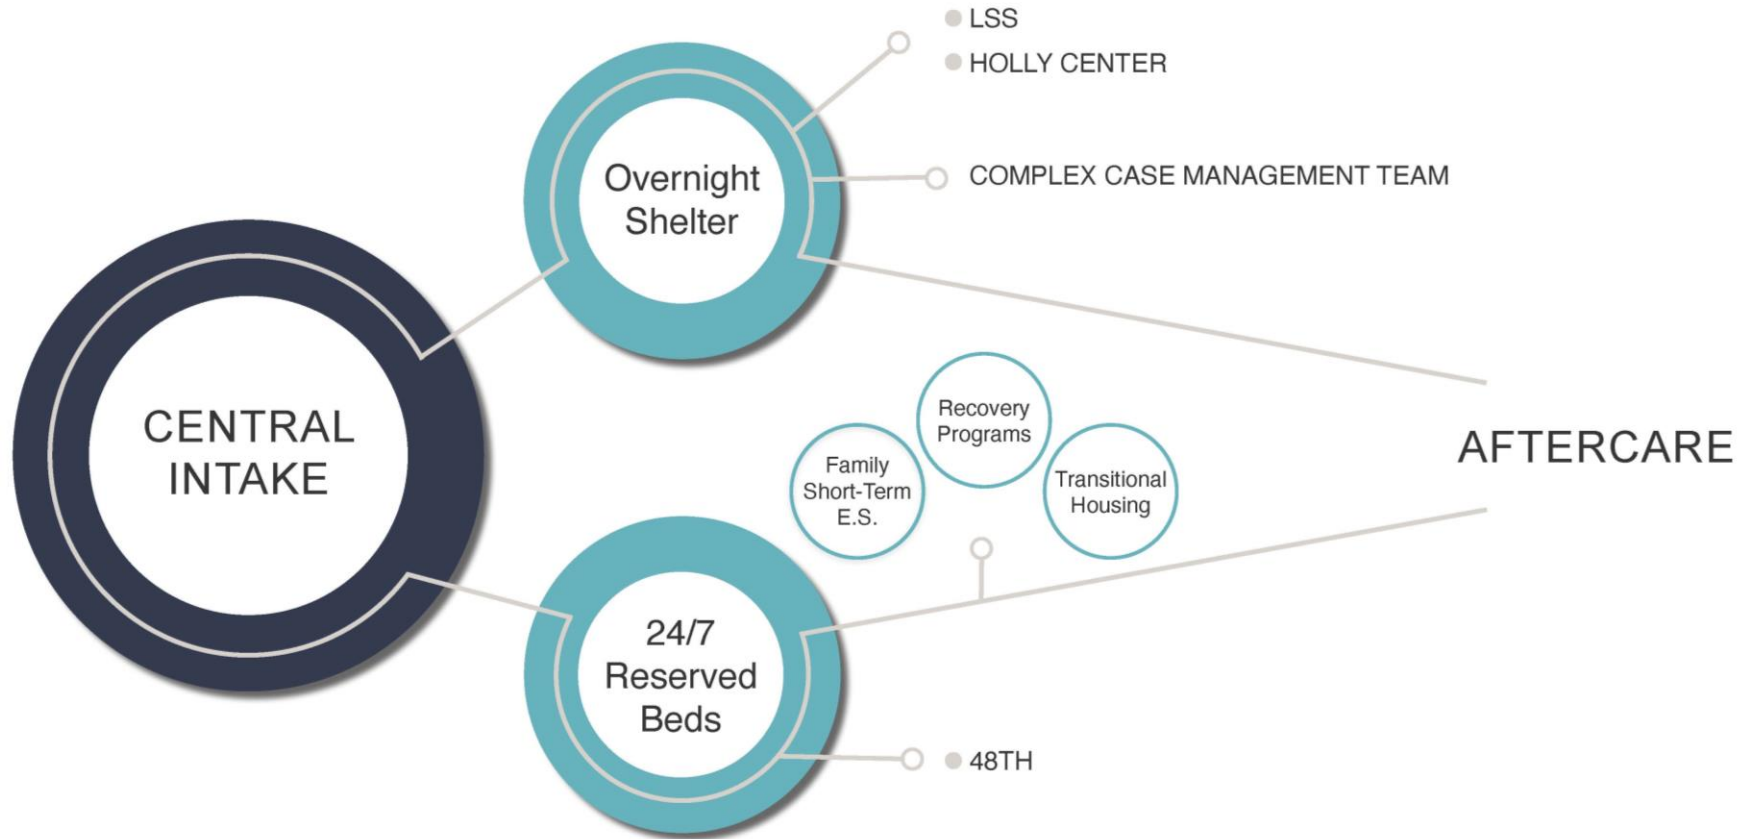 LSS
HOLLY CENTER
COMPLEX CASE MANAGEMENT TEAM
Overnight
Shelter
CENTRAL
INTAKE
Recovery
Programs
Family
Short-Term
E.S.
Transitional
Housing
AFTERCARE
24/7
Reserved
Beds
48TH